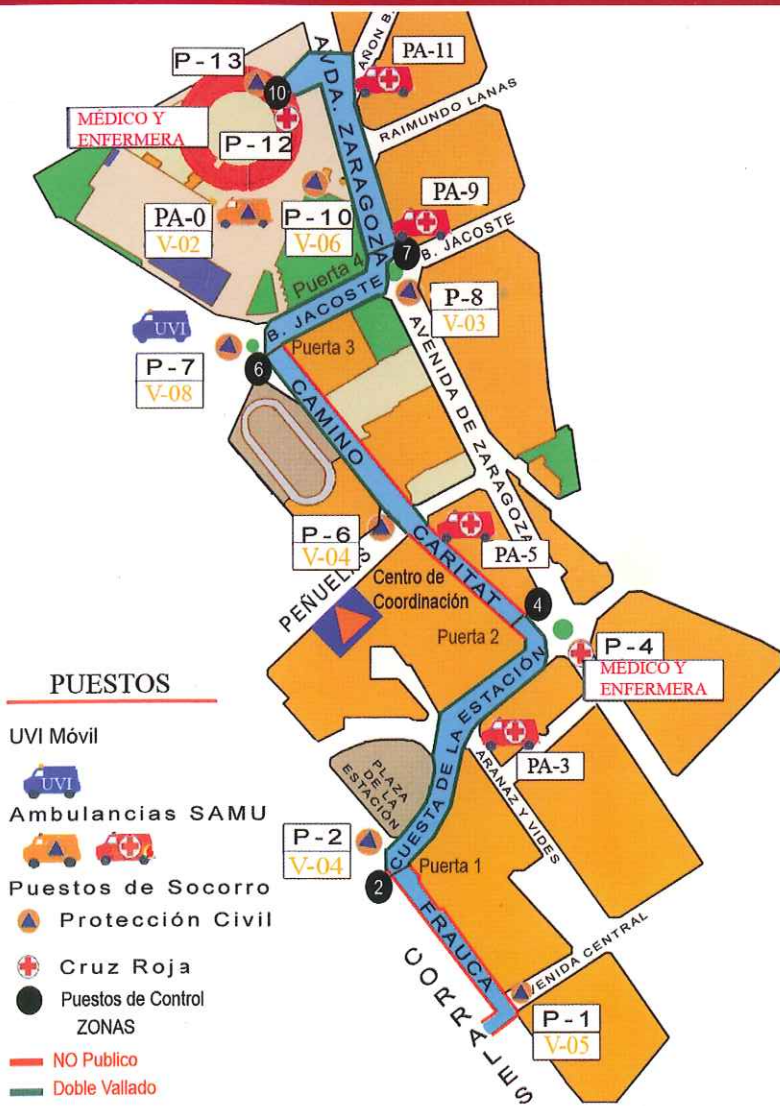 P-13
PA-11
AÑON B.
AVDA. ZARAGOZA
RAIMUNDO LANAS
10
MÉDICO Y
ENFERMERA
P-12
PA-0
V-02
P-10
V-06
PA-9
B. JACOSTE
7
Puerta 4
B. JACOSTE
P-8
V-03
UVI
P-7
V-08
6
Puerta 3
CAMINO
CARITAT
AVENIDA DE ZARAGOZA
P-6
V-04
PEÑUELAS
PA-5
Centro de
Coordinación
4
Puerta 2
P-4
MÉDICO Y
ENFERMERA
CUESTA DE LA ESTACIÓN
PA-3
ARANAZ Y VIDES
PLAZA
DE LA
ESTACIÓN
P-2
V-04
2
Puerta 1
FRAUCA
CORRALES
AVENIDA CENTRAL
P-1
V-05
PUESTOS
UVI Móvil
UVI
Ambulancias SAMU
Puestos de Socorro
Protección Civil
Cruz Roja
Puestos de Control
ZONAS
NO Publico
Doble Vallado